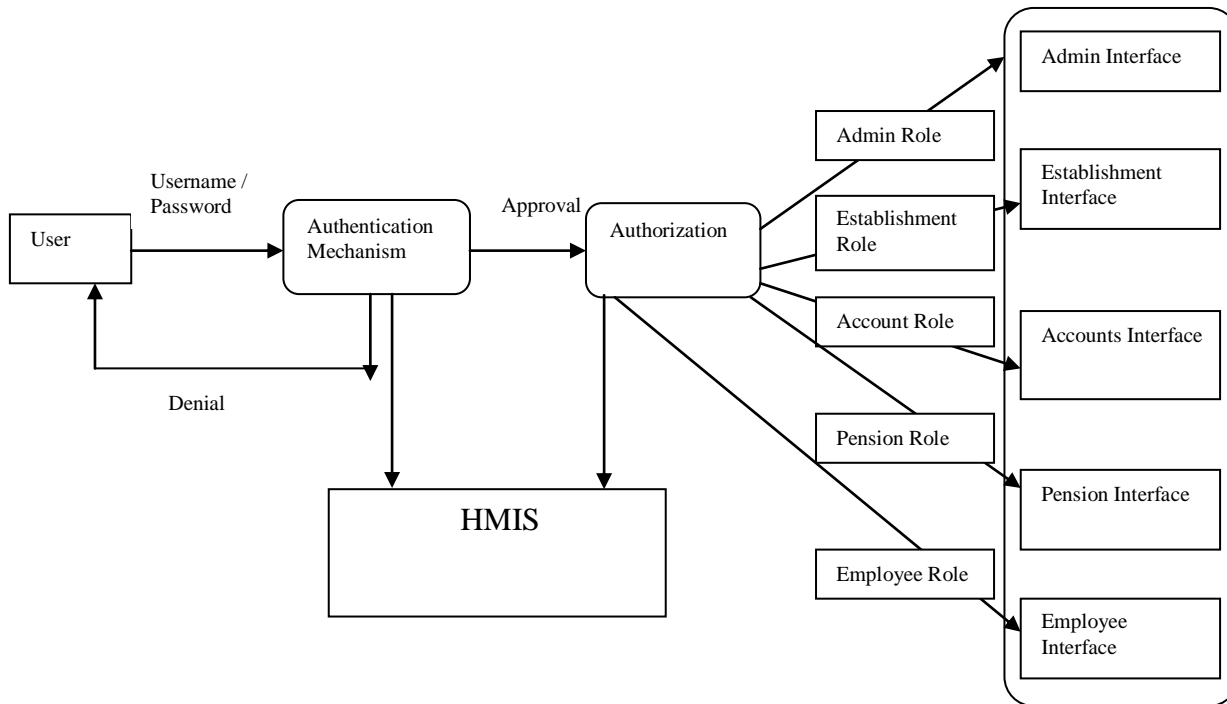 Admin Interface
Admin Role
Username /
Password
Establishment
Interface
Approval
User
Authentication
Mechanism
Authorization
Establishment
Role
Account Role
Accounts Interface
Denial
Pension Role
Pension Interface
HMIS
Employee Role
Employee
Interface